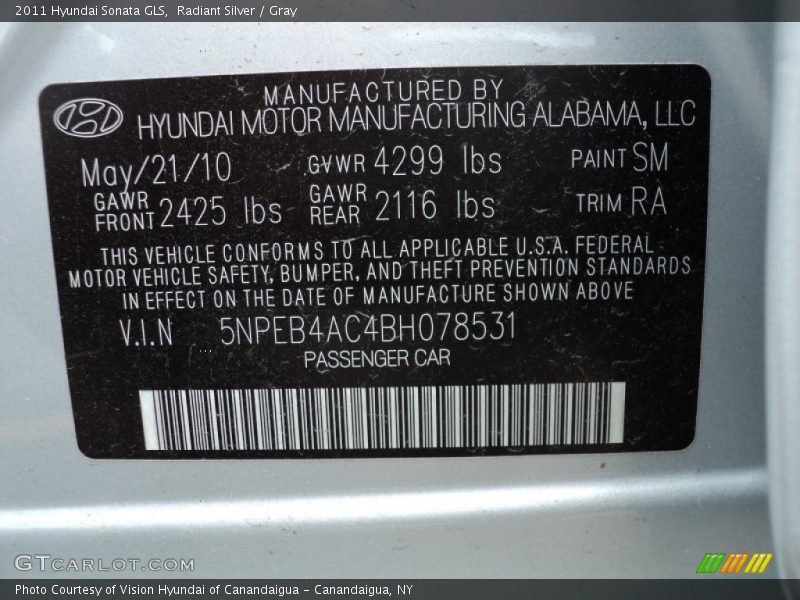 2011 Hyundai Sonata GLS, Radiant Silver / Gray
MANUFACTURED BY
HYUNDAI MOTOR MANUFACTURING ALABAMA, LLC
May/21/10 GVWR 4299 lbs PAINT SM
GAWR FRONT 2425 lbs GAWR REAR 2116 lbs TRIM RA
THIS VEHICLE CONFORMS TO ALL APPLICABLE U.S.A. FEDERAL
MOTOR VEHICLE SAFETY, BUMPER, AND THEFT PREVENTION STANDARDS
IN EFFECT ON THE DATE OF MANUFACTURE SHOWN ABOVE
V.I.N 5NPEB4AC4BH078531
PASSENGER CAR
GTCARLOT.COM
Photo Courtesy of Vision Hyundai of Canandaigua - Canandaigua, NY